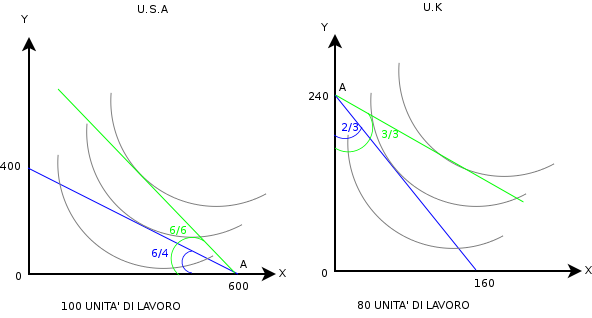 U.S.A
Y
400
6/6
6/4
A
0
600
X
100 UNITA' DI LAVORO
U.K
Y
A
240
2/3
3/3
0
160
X
80 UNITA' DI LAVORO